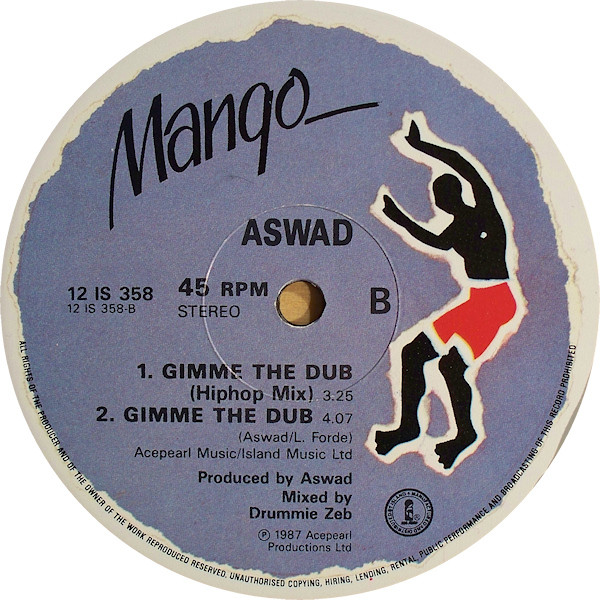 Mango
ASWAD
12 IS 358
12 IS 358-B
45 RPM
STEREO
B
1. GIMME THE DUB
(Hiphop Mix) 3.25
2. GIMME THE DUB 4.07
(Aswad/L. Forde)
Acepearl Music/Island Music Ltd
Produced by Aswad
Mixed by
Drummie Zeb
℗ 1987 Acepearl
Productions Ltd
ALL RIGHTS OF THE PRODUCER AND OF THE OWNER OF THE WORK REPRODUCED RESERVED. UNAUTHORISED COPYING, HIRING, LENDING, RENTAL, PUBLIC PERFORMANCE AND BROADCASTING OF THIS RECORD PROHIBITED